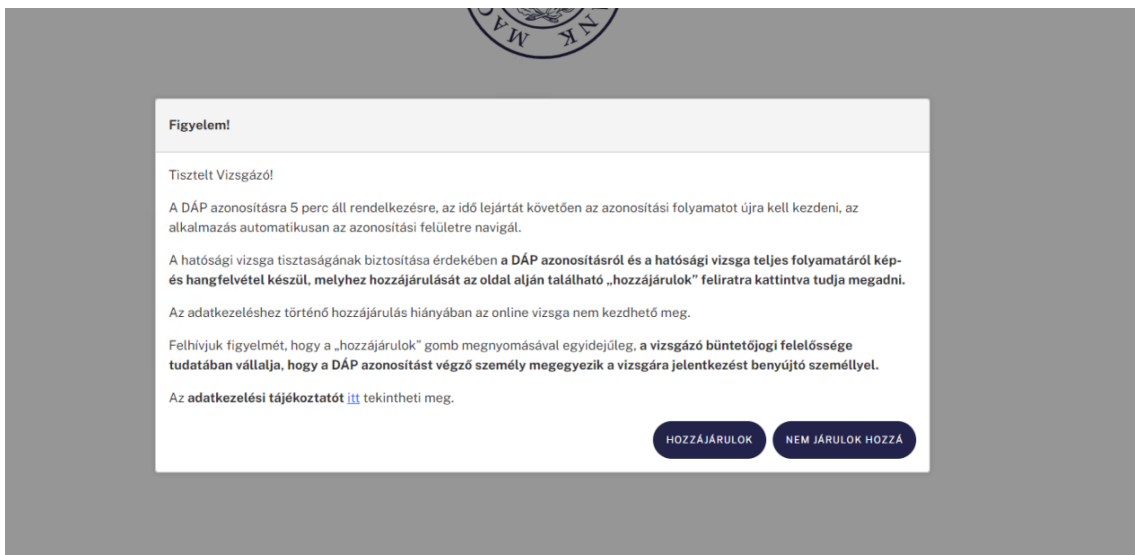 Figyelem!
Tisztelt Vizsgázó!
A DÁP azonosításra 5 perc áll rendelkezésre, az idő lejártát követően az azonosítási folyamatot újra kell kezdeni, az
alkalmazás automatikusan az azonosítási felületre navigál.
A hatósági vizsga tisztaságának biztosítása érdekében a DÁP azonosításról és a hatósági vizsga teljes folyamatáról kép-
és hangfelvétel készül, melyhez hozzájárulását az oldal alján található „hozzájárulok” feliratra kattintva tudja megadni.
Az adatkezeléshez történő hozzájárulás hiányában az online vizsga nem kezdhető meg.
Felhívjuk figyelmét, hogy a „hozzájárulok” gomb megnyomásával egyidejűleg, a vizsgázó büntetőjogi felelőssége
tudatában vállalja, hogy a DÁP azonosítást végző személy megegyezik a vizsgára jelentkezést benyújtó személlyel.
Az adatkezelési tájékoztatót itt tekintheti meg.
HOZZÁJÁRULOK NEM JÁRULOK HOZZÁ